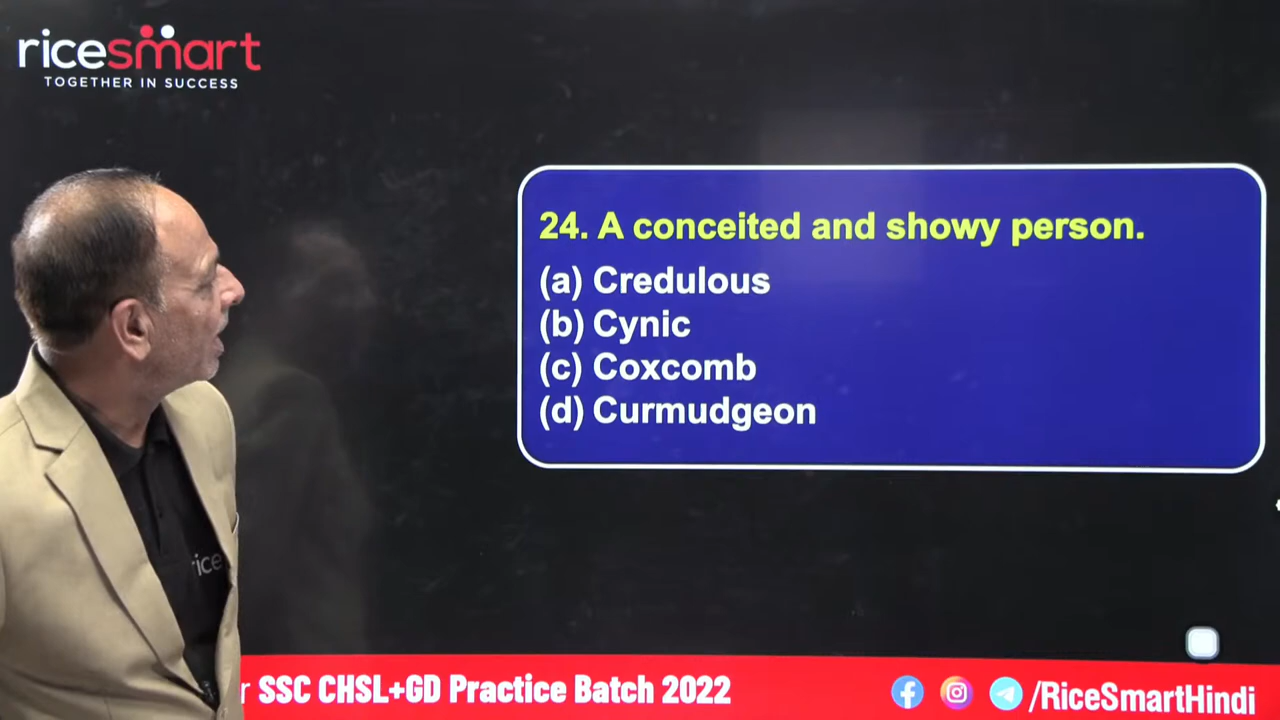 ricesmart
TOGETHER IN SUCCESS
24. A conceited and showy person.
(a) Credulous
(b) Cynic
(c) Coxcomb
(d) Curmudgeon
rice
r SSC CHSL+GD Practice Batch 2022
/RiceSmartHindi